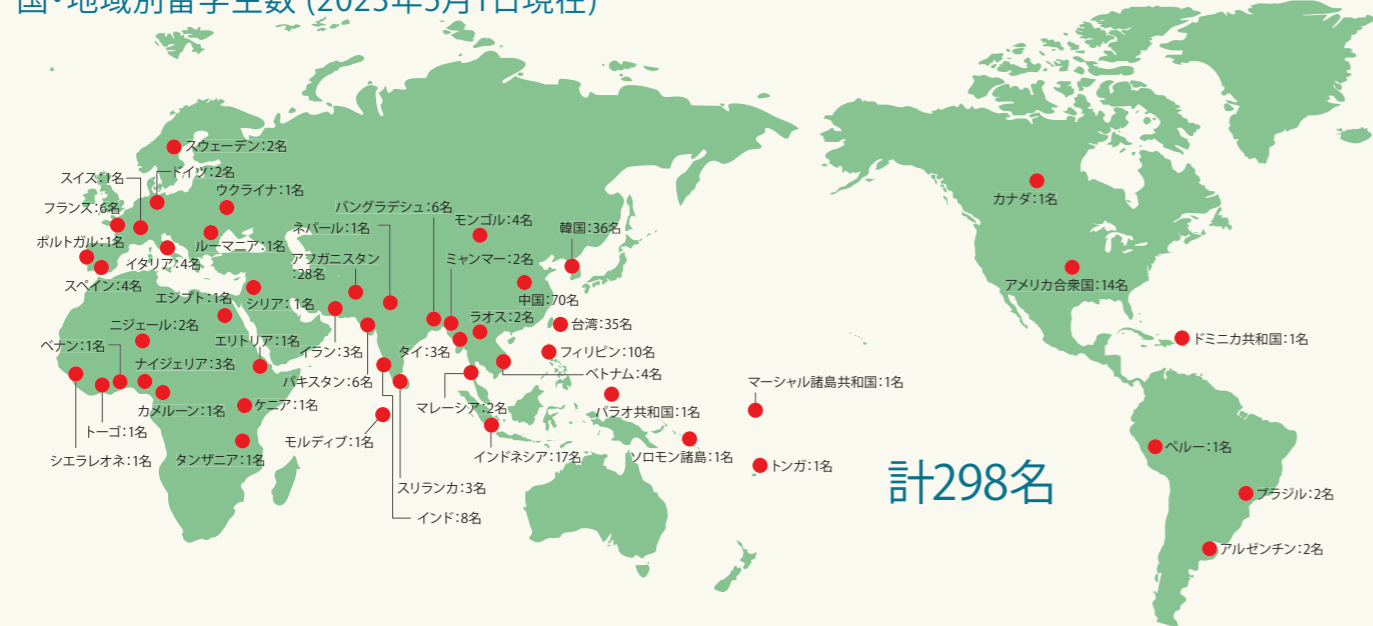 国・地域別留学生数 (2023年5月1日現在)
スウェーデン：2名
ドイツ：2名
スイス：1名
ウクライナ：1名
フランス：6名
バングラデシュ：6名
モンゴル：4名
韓国：36名
ネパール：1名
ポルトガル：1名
ルーマニア：1名
イタリア：4名
アフガニスタン
：28名
ミャンマー：2名
スペイン：4名
エジプト：1名
シリア：1名
中国：70名
ラオス：2名
台湾：35名
ニジェール：2名
エリトリア：1名
イラン：3名
タイ：3名
フィリピン：10名
ベナン：1名
ナイジェリア：3名
パキスタン：6名
ベトナム：4名
カメルーン：1名
ケニア：1名
マレーシア：2名
パラオ共和国：1名
マーシャル諸島共和国：1名
トーゴ：1名
モルディブ：1名
シエラレオネ：1名
タンザニア：1名
インドネシア：17名
ソロモン諸島：1名
トンガ：1名
スリランカ：3名
インド：8名
計298名
カナダ：1名
アメリカ合衆国：14名
ドミニカ共和国：1名
ペルー：1名
ブラジル：2名
アルゼンチン：2名